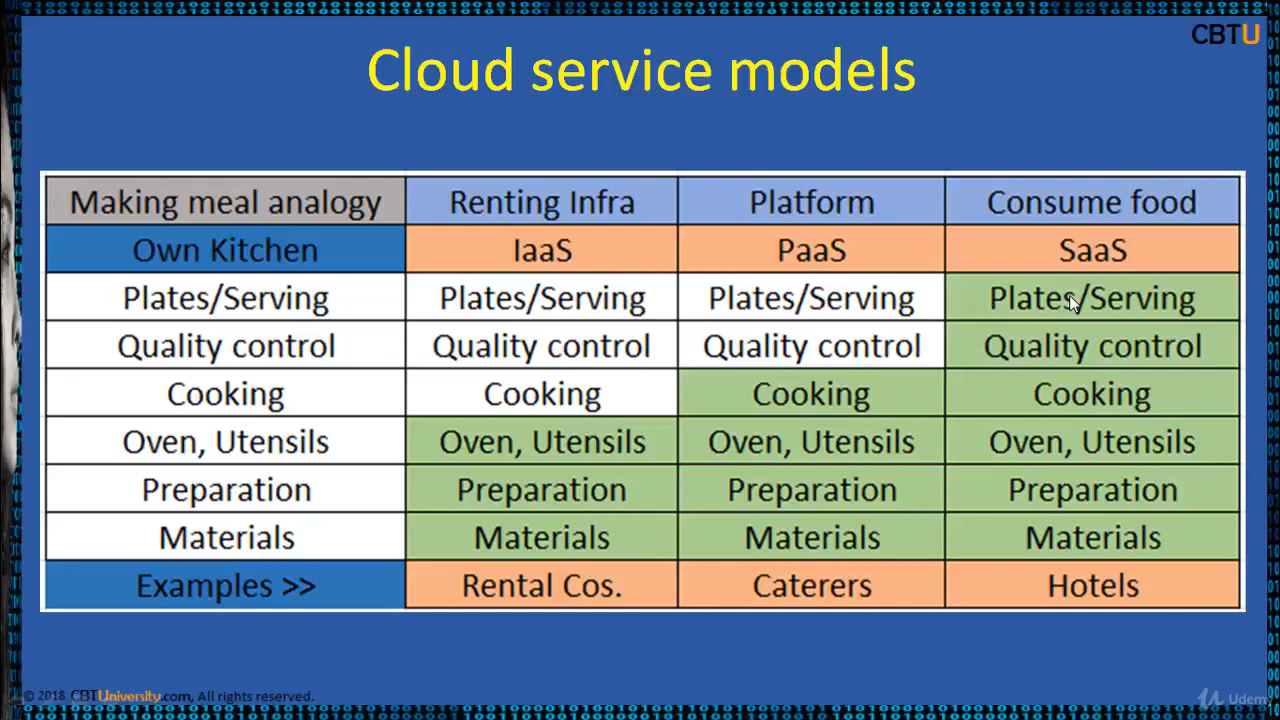 CBTU
Cloud service models
Making meal analogy Renting Infra Platform Consume food
Own Kitchen IaaS PaaS SaaS
Plates/Serving Plates/Serving Plates/Serving Plates/Serving
Quality control Quality control Quality control Quality control
Cooking Cooking Cooking Cooking
Oven, Utensils Oven, Utensils Oven, Utensils Oven, Utensils
Preparation Preparation Preparation Preparation
Materials Materials Materials Materials
Examples >> Rental Cos. Caterers Hotels
© 2018 CBTUniversity.com, All rights reserved.
Udemy